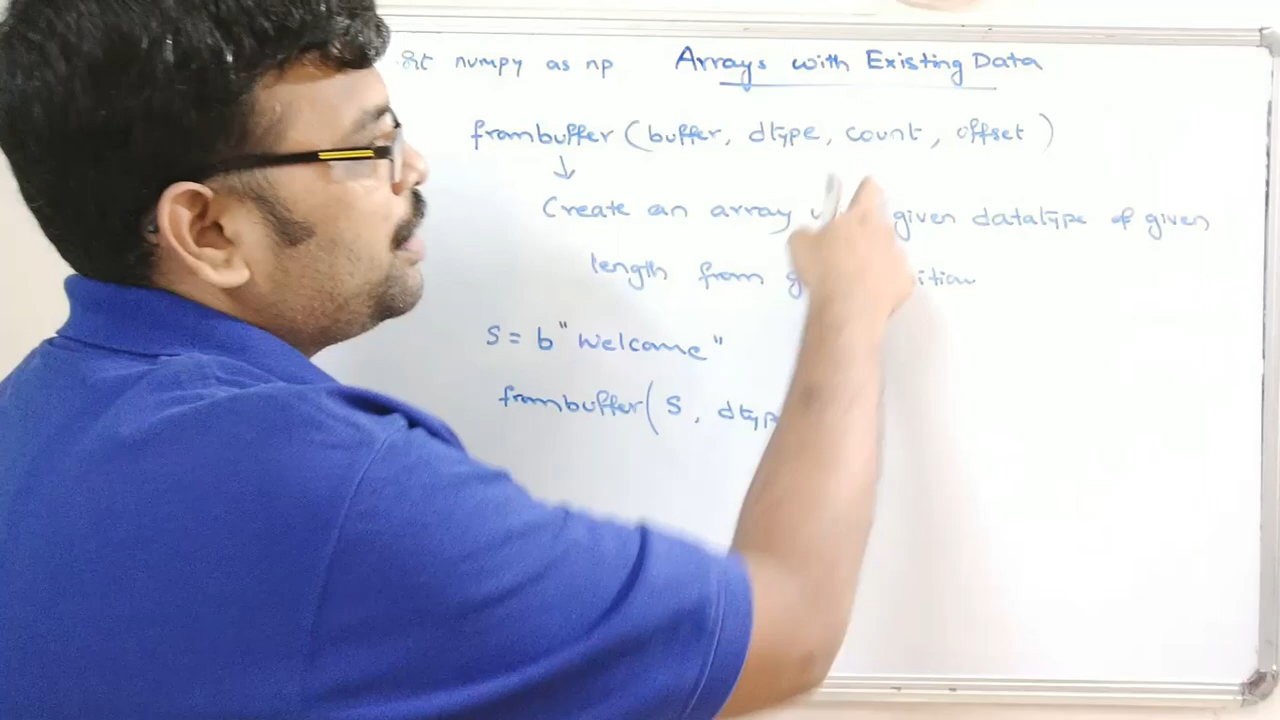 numpy as np Arrays with Existing Data
frombuffer (buffer, dtype, count, offset)
↓
Create an array given datatype of given
length from
S = b"Welcome"
frombuffer(S, dtyp